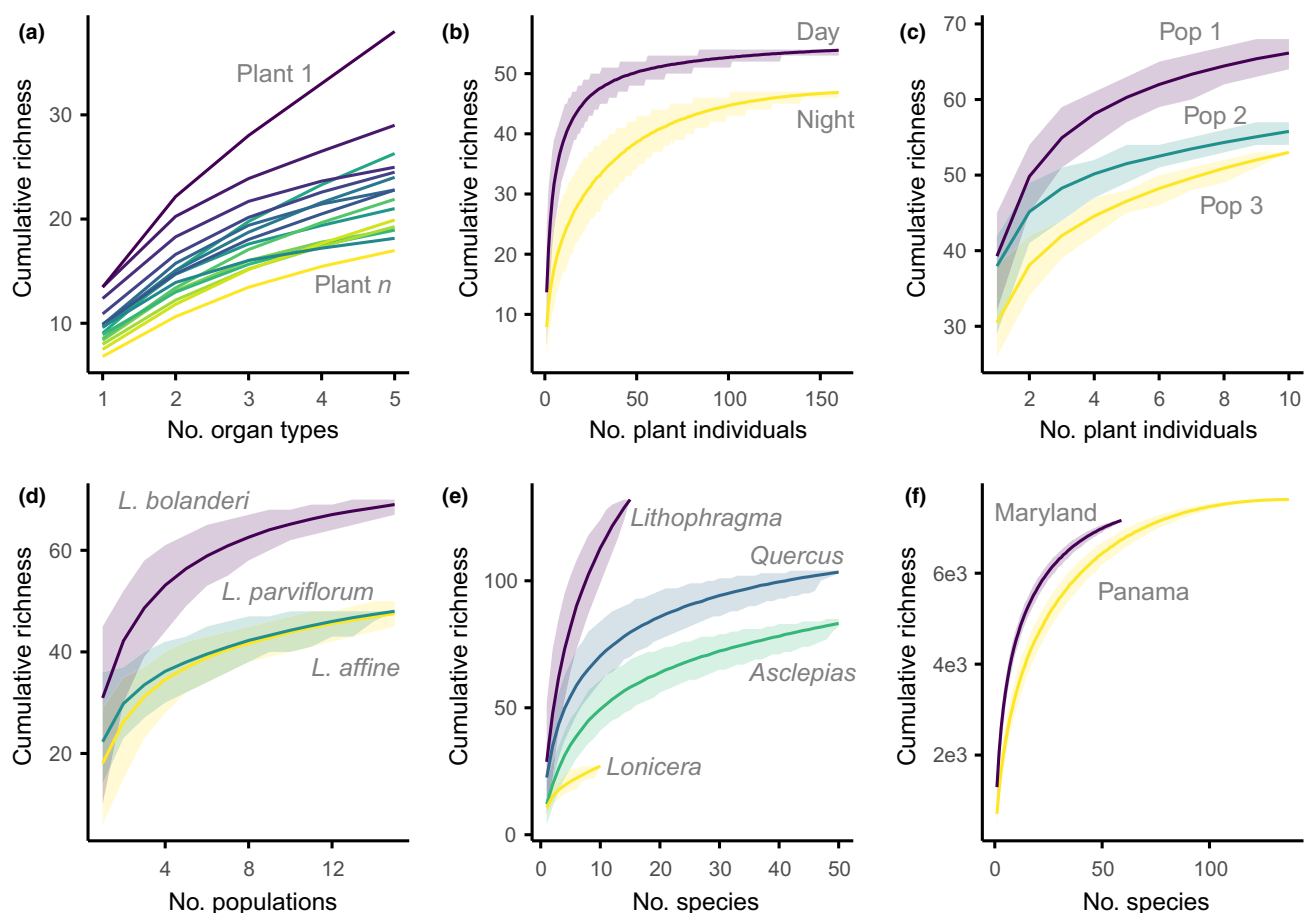 (a)
Plant 1
Plant n
Cumulative richness
30
20
10
1 2 3 4 5
No. organ types
(b)
Day
Night
Cumulative richness
50
40
30
20
10
0 50 100 150
No. plant individuals
(c)
Pop 1
Pop 2
Pop 3
Cumulative richness
70
60
50
40
30
2 4 6 8 10
No. plant individuals
(d)
L. bolanderi
L. parviflorum
L. affine
Cumulative richness
60
40
20
4 8 12
No. populations
(e)
Lithophragma
Quercus
Asclepias
Lonicera
Cumulative richness
100
50
0
0 10 20 30 40 50
No. species
(f)
Maryland
Panama
Cumulative richness
6e3
4e3
2e3
0 50 100
No. species